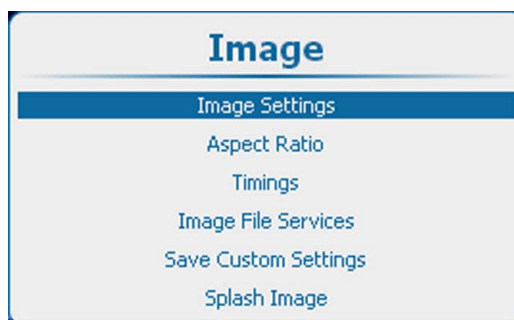 Image
Image Settings
Aspect Ratio
Timings
Image File Services
Save Custom Settings
Splash Image